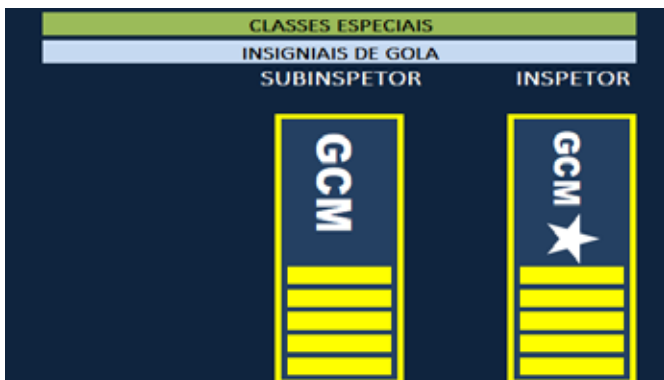 CLASSES ESPECIAIS
INSIGNIAIS DE GOLA
SUBINSPETOR INSPETOR
GCM GCM